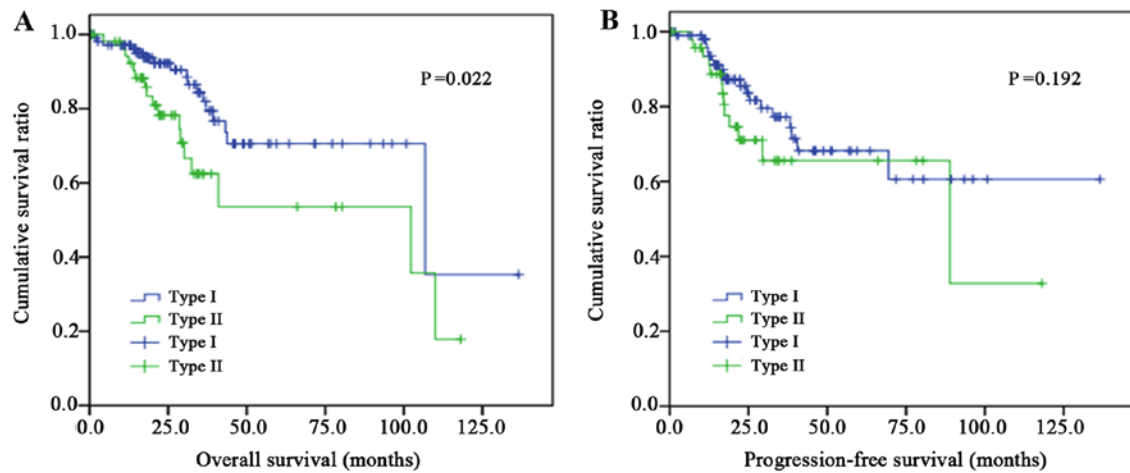 A
P=0.022
Cumulative survival ratio
1.0
0.8
0.6
0.4
0.2
0.0
Type I
Type II
Type I
Type II
0.0 25.0 50.0 75.0 100.0 125.0
Overall survival (months)
B
P=0.192
Cumulative survival ratio
1.0
0.8
0.6
0.4
0.2
0.0
Type I
Type II
Type I
Type II
0.0 25.0 50.0 75.0 100.0 125.0
Progression-free survival (months)